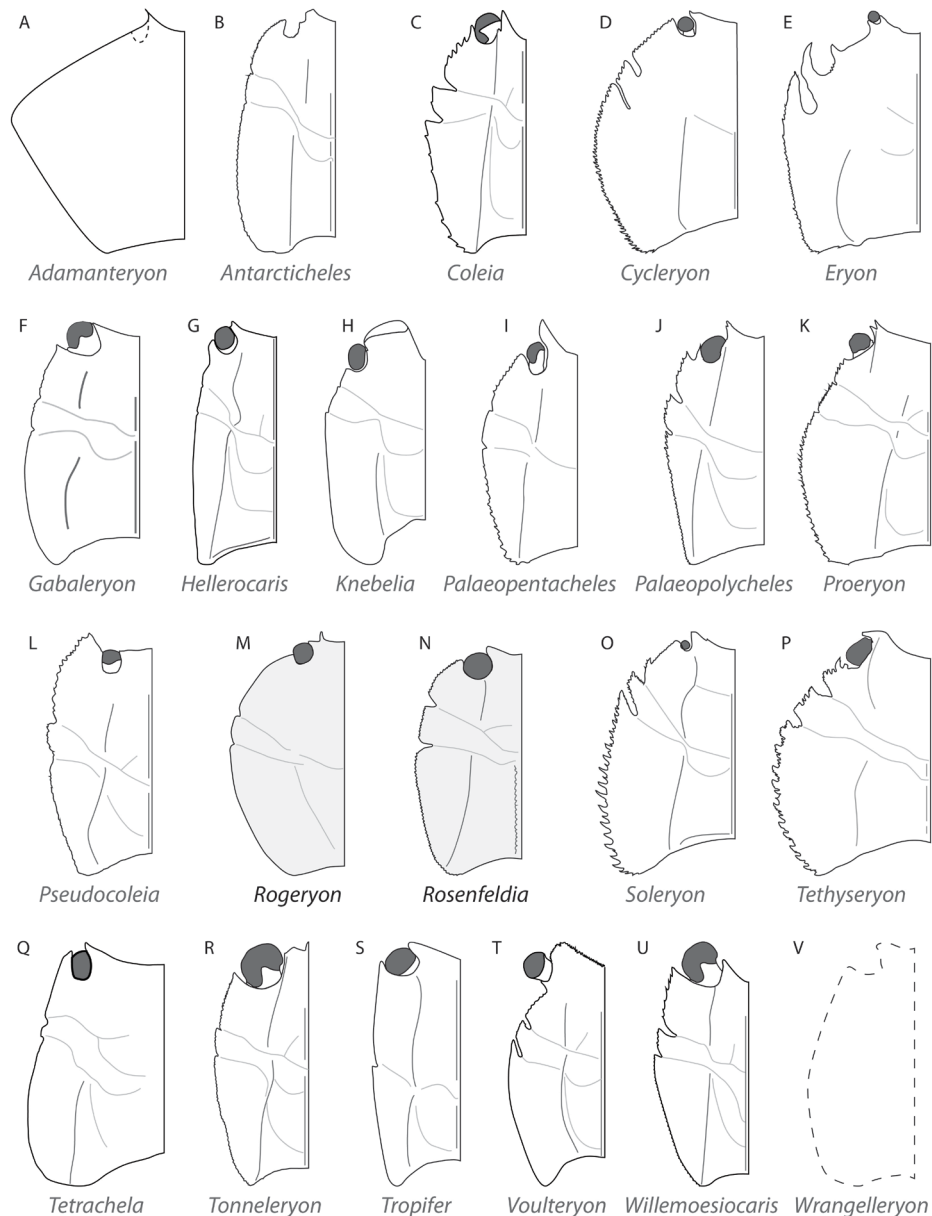 A B C D E
Adamanteryon Antarcticheles Coleia Cycleryon Eryon
F G H I J K
Gabaleryon Hellerocaris Knebelia Palaeopentacheles Palaeopolycheles Proeryon
L M N O P
Pseudocoleia Rogeryon Rosenfeldia Soleryon Tethyseryon
Q R S T U V
Tetrachela Tonneleryon Tropifer Voulteryon Willemoesiocaris Wrangelleryon